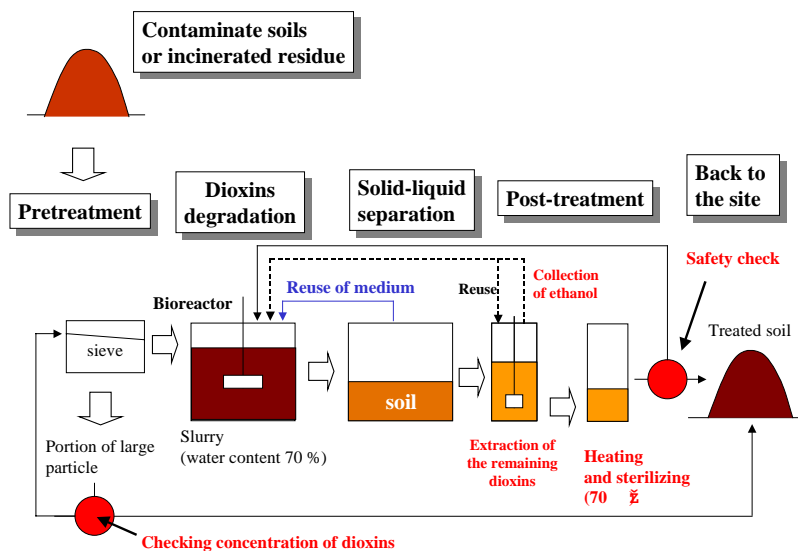 Contaminate soils
or incinerated residue
Pretreatment
Dioxins
degradation
Solid-liquid
separation
Post-treatment
Back to
the site
Safety check
Collection
of ethanol
Reuse
Reuse of medium
Bioreactor
Treated soil
sieve
soil
Slurry
(water content 70 %)
Portion of large
particle
Extraction of
the remaining
dioxins
Heating
and sterilizing
(70
Checking concentration of dioxins